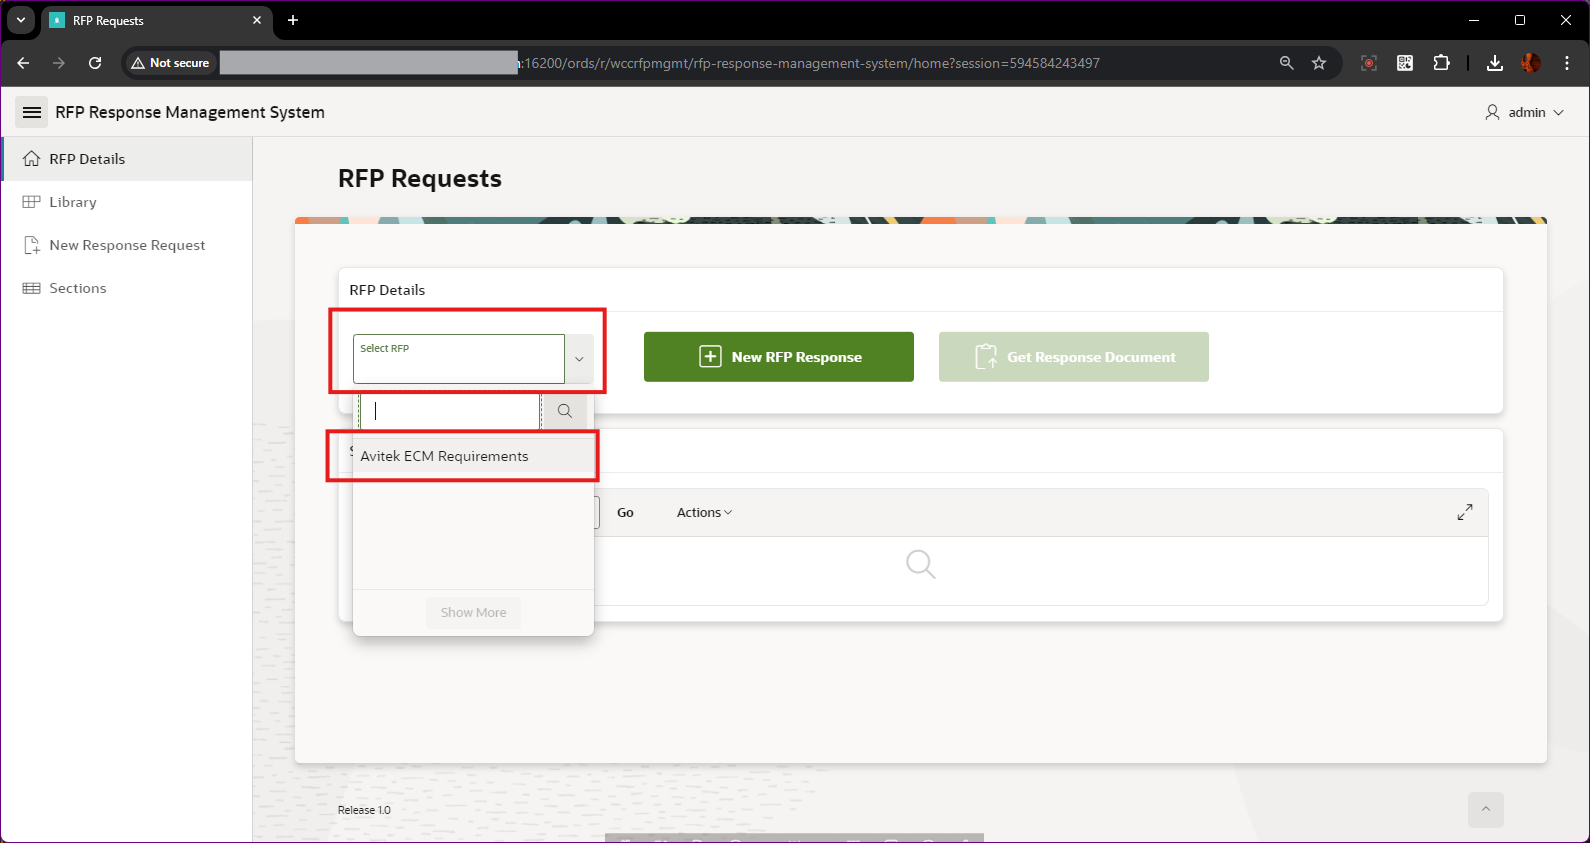 RFP Requests
Not secure
:16200/ords/r/wccrfpmgmt/rfp-response-management-system/home?session=594584243497
RFP Response Management System
admin
RFP Details
Library
New Response Request
Sections
RFP Requests
RFP Details
Select RFP
New RFP Response
Get Response Document
Avitek ECM Requirements
Go
Actions
Show More
Release 1.0